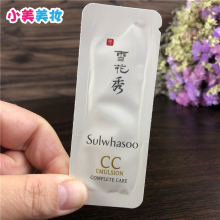 小美美妆
雪花秀
Sulwhasoo
CC
EMULSION
COMPLETE CARE